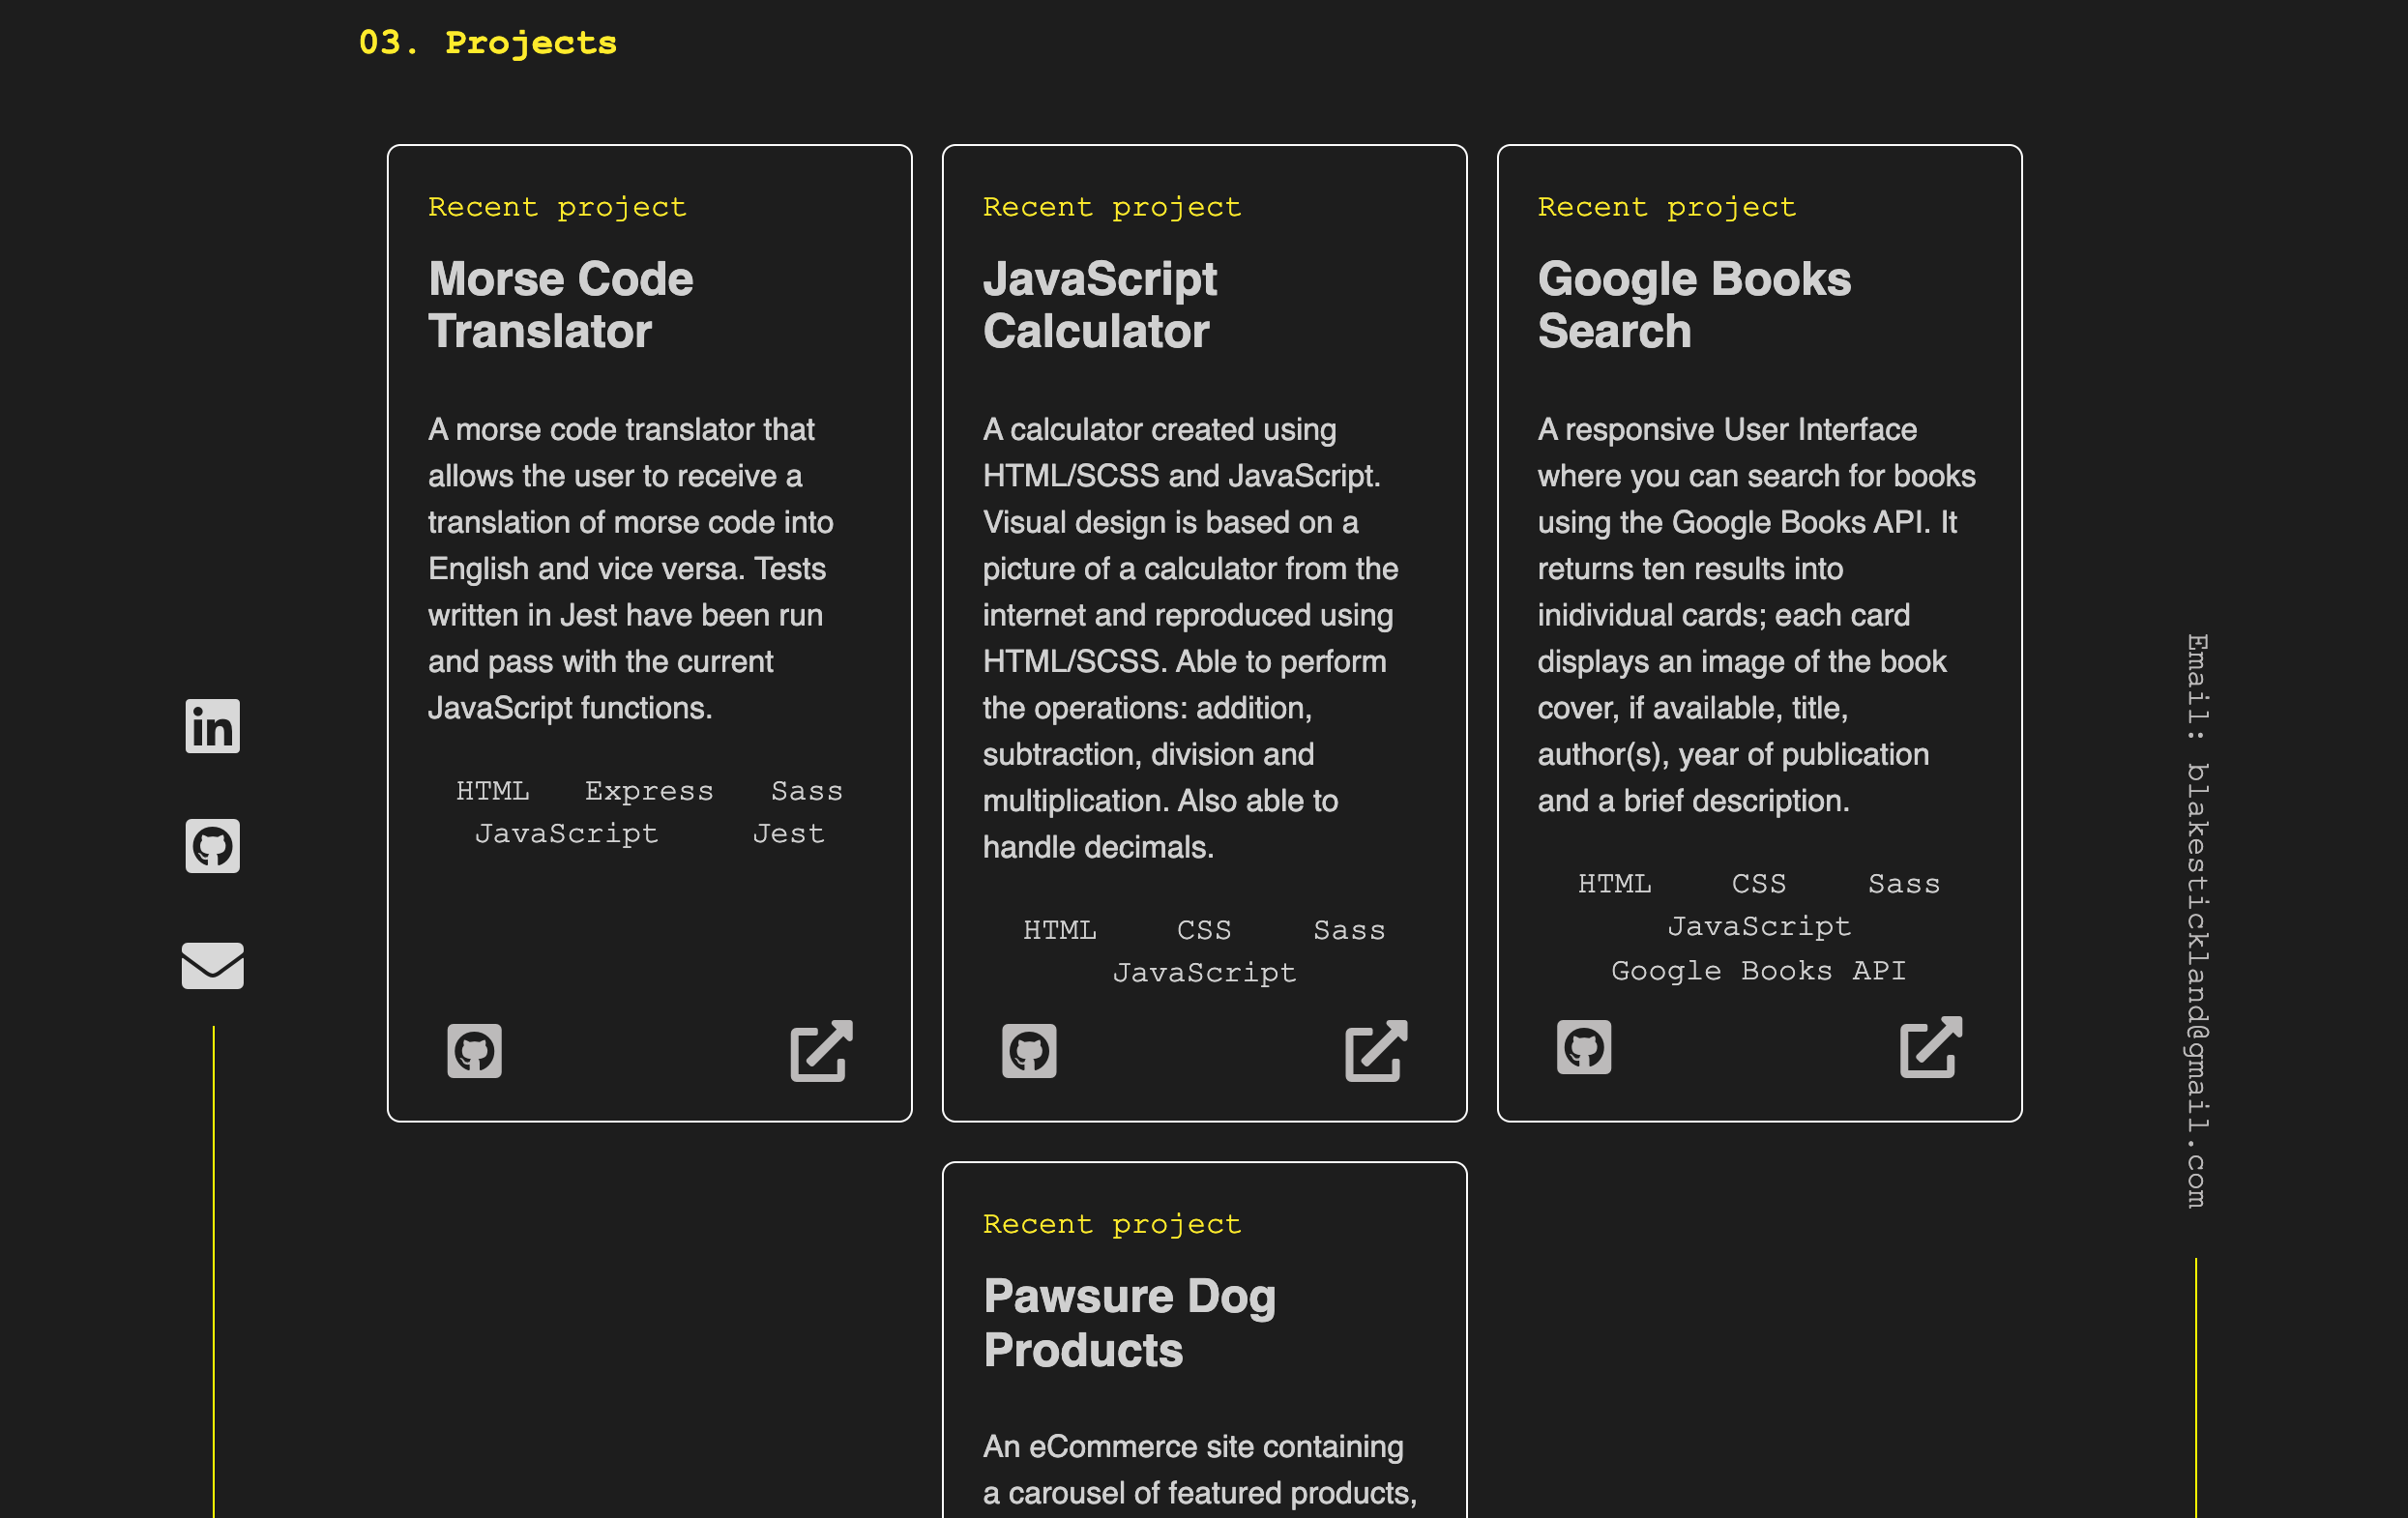 03. Projects
Recent project
Morse Code
Translator
A morse code translator that
allows the user to receive a
translation of morse code into
English and vice versa. Tests
written in Jest have been run
and pass with the current
JavaScript functions.
HTML Express Sass
JavaScript Jest
Recent project
JavaScript
Calculator
A calculator created using
HTML/SCSS and JavaScript.
Visual design is based on a
picture of a calculator from the
internet and reproduced using
HTML/SCSS. Able to perform
the operations: addition,
subtraction, division and
multiplication. Also able to
handle decimals.
HTML CSS Sass
JavaScript
Recent project
Google Books
Search
A responsive User Interface
where you can search for books
using the Google Books API. It
returns ten results into
inidividual cards; each card
displays an image of the book
cover, if available, title,
author(s), year of publication
and a brief description.
HTML CSS Sass
JavaScript
Google Books API
Recent project
Pawsure Dog
Products
An eCommerce site containing
a carousel of featured products,
in
Email: blakestickland@gmail.com